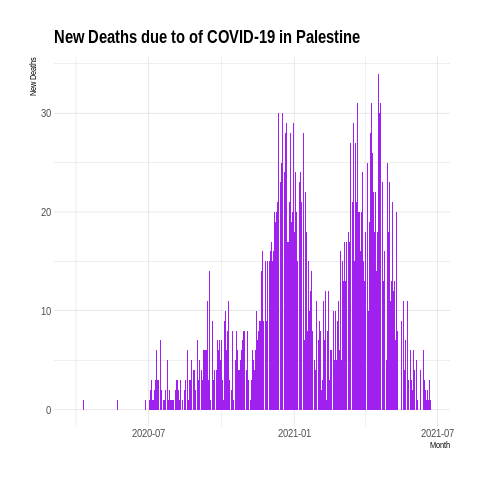 New Deaths due to of COVID-19 in Palestine
New Deaths
30
20
10
0
2020-07
2021-01
2021-07
Month